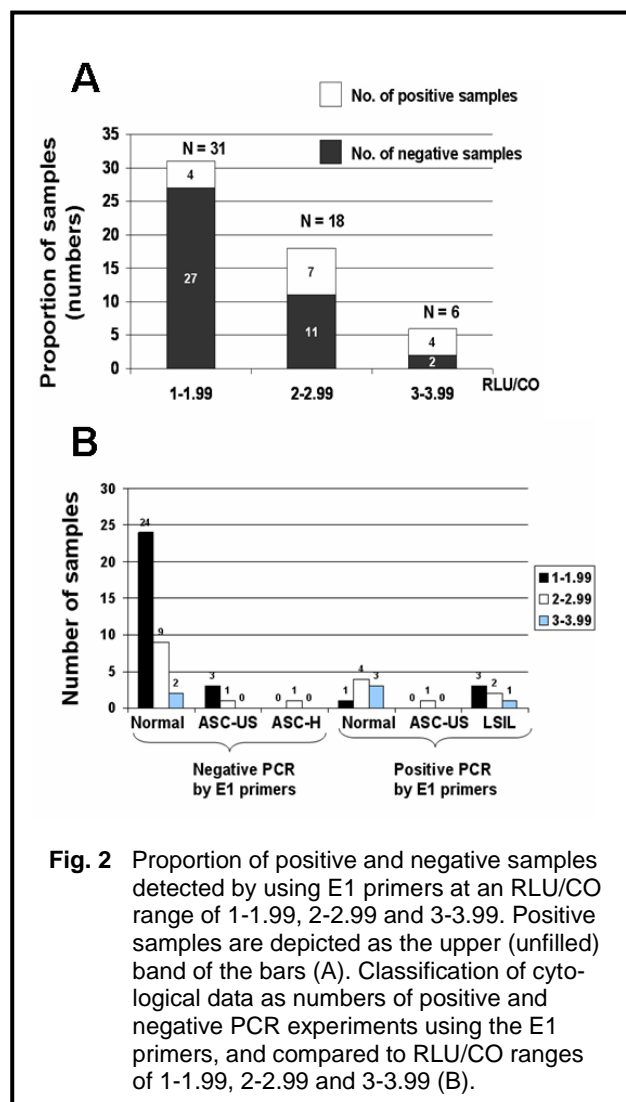 A
No. of positive samples
No. of negative samples
Proportion of samples
(numbers)
35
30
25
20
15
10
5
0
N = 31
4
27
N = 18
7
11
N = 6
4
2
1-1.99
2-2.99
3-3.99
RLU/CO
B
Number of samples
30
25
20
15
10
5
0
24
9
2
3
1
0
0
1
0
1
4
3
0
1
0
3
2
1
1-1.99
2-2.99
3-3.99
Normal
ASC-US
ASC-H
Normal
ASC-US
LSIL
Negative PCR
by E1 primers
Positive PCR
by E1 primers
Fig. 2 Proportion of positive and negative samples
detected by using E1 primers at an RLU/CO
range of 1-1.99, 2-2.99 and 3-3.99. Positive
samples are depicted as the upper (unfilled)
band of the bars (A). Classification of cyto-
logical data as numbers of positive and
negative PCR experiments using the E1
primers, and compared to RLU/CO ranges
of 1-1.99, 2-2.99 and 3-3.99 (B).